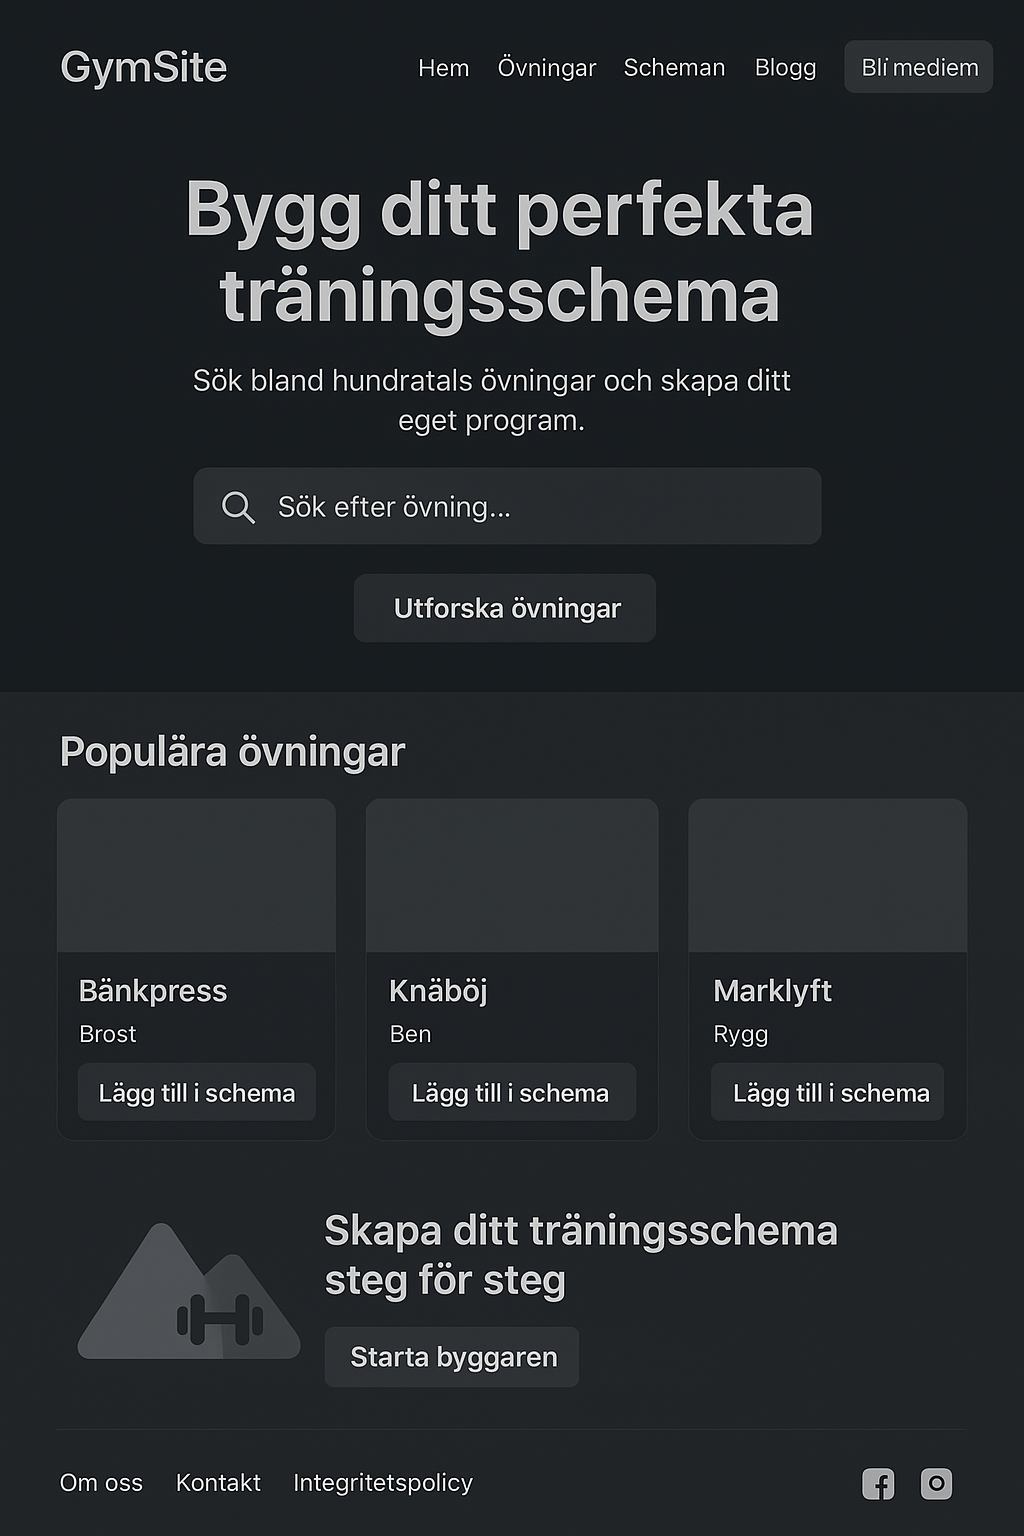 GymSite
Hem Övningar Scheman Blogg Bli mediem
Bygg ditt perfekta
träningsschema
Sök bland hundratals övningar och skapa ditt
eget program.
Sök efter övning...
Utforska övningar
Populära övningar
Bänkpress
Brost
Lägg till i schema
Knäböj
Ben
Lägg till i schema
Marklyft
Rygg
Lägg till i schema
Skapa ditt träningsschema
steg för steg
Starta byggaren
Om oss Kontakt Integritetspolicy